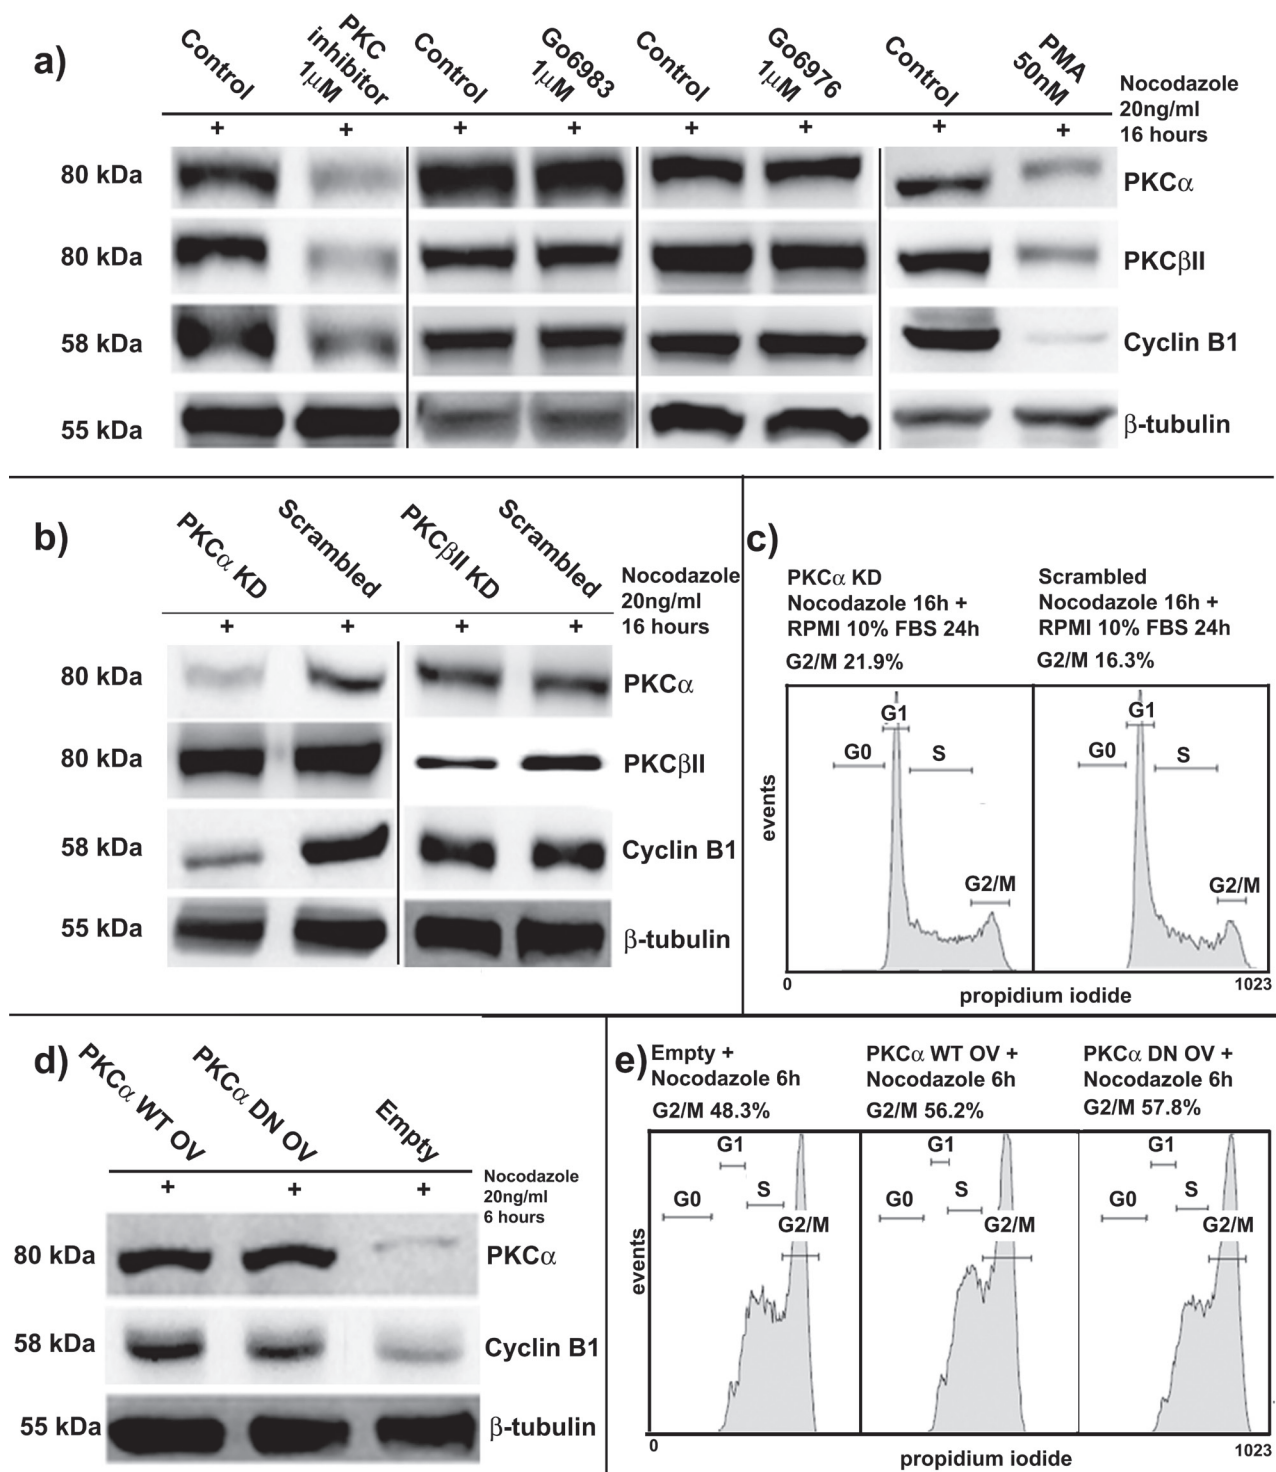 a)
Control
PKC
inhibitor
1μM
Control
Go6983
1μM
Control
Go6976
1μM
Control
PMA
50nM
Nocodazole
20ng/ml
16 hours
+ + + + + + + +
80 kDa
PKCα
80 kDa
PKCβII
58 kDa
Cyclin B1
55 kDa
β-tubulin
b)
PKCα KD
Scrambled
PKCβII KD
Scrambled
Nocodazole
20ng/ml
16 hours
+ + + +
80 kDa
PKCα
80 kDa
PKCβII
58 kDa
Cyclin B1
55 kDa
β-tubulin
c)
PKCα KD
Nocodazole 16h +
RPMI 10% FBS 24h
G2/M 21.9%
Scrambled
Nocodazole 16h +
RPMI 10% FBS 24h
G2/M 16.3%
G1
G0
S
G2/M
G1
G0
S
G2/M
events
0
1023
propidium iodide
d)
PKCα WT OV
PKCα DN OV
Empty
Nocodazole
20ng/ml
6 hours
+ + +
80 kDa
PKCα
58 kDa
Cyclin B1
55 kDa
β-tubulin
e)
Empty +
Nocodazole 6h
G2/M 48.3%
PKCα WT OV +
Nocodazole 6h
G2/M 56.2%
PKCα DN OV +
Nocodazole 6h
G2/M 57.8%
G1
G0
S
G2/M
G1
G0
S
G2/M
G1
G0
S
G2/M
events
0
1023
propidium iodide